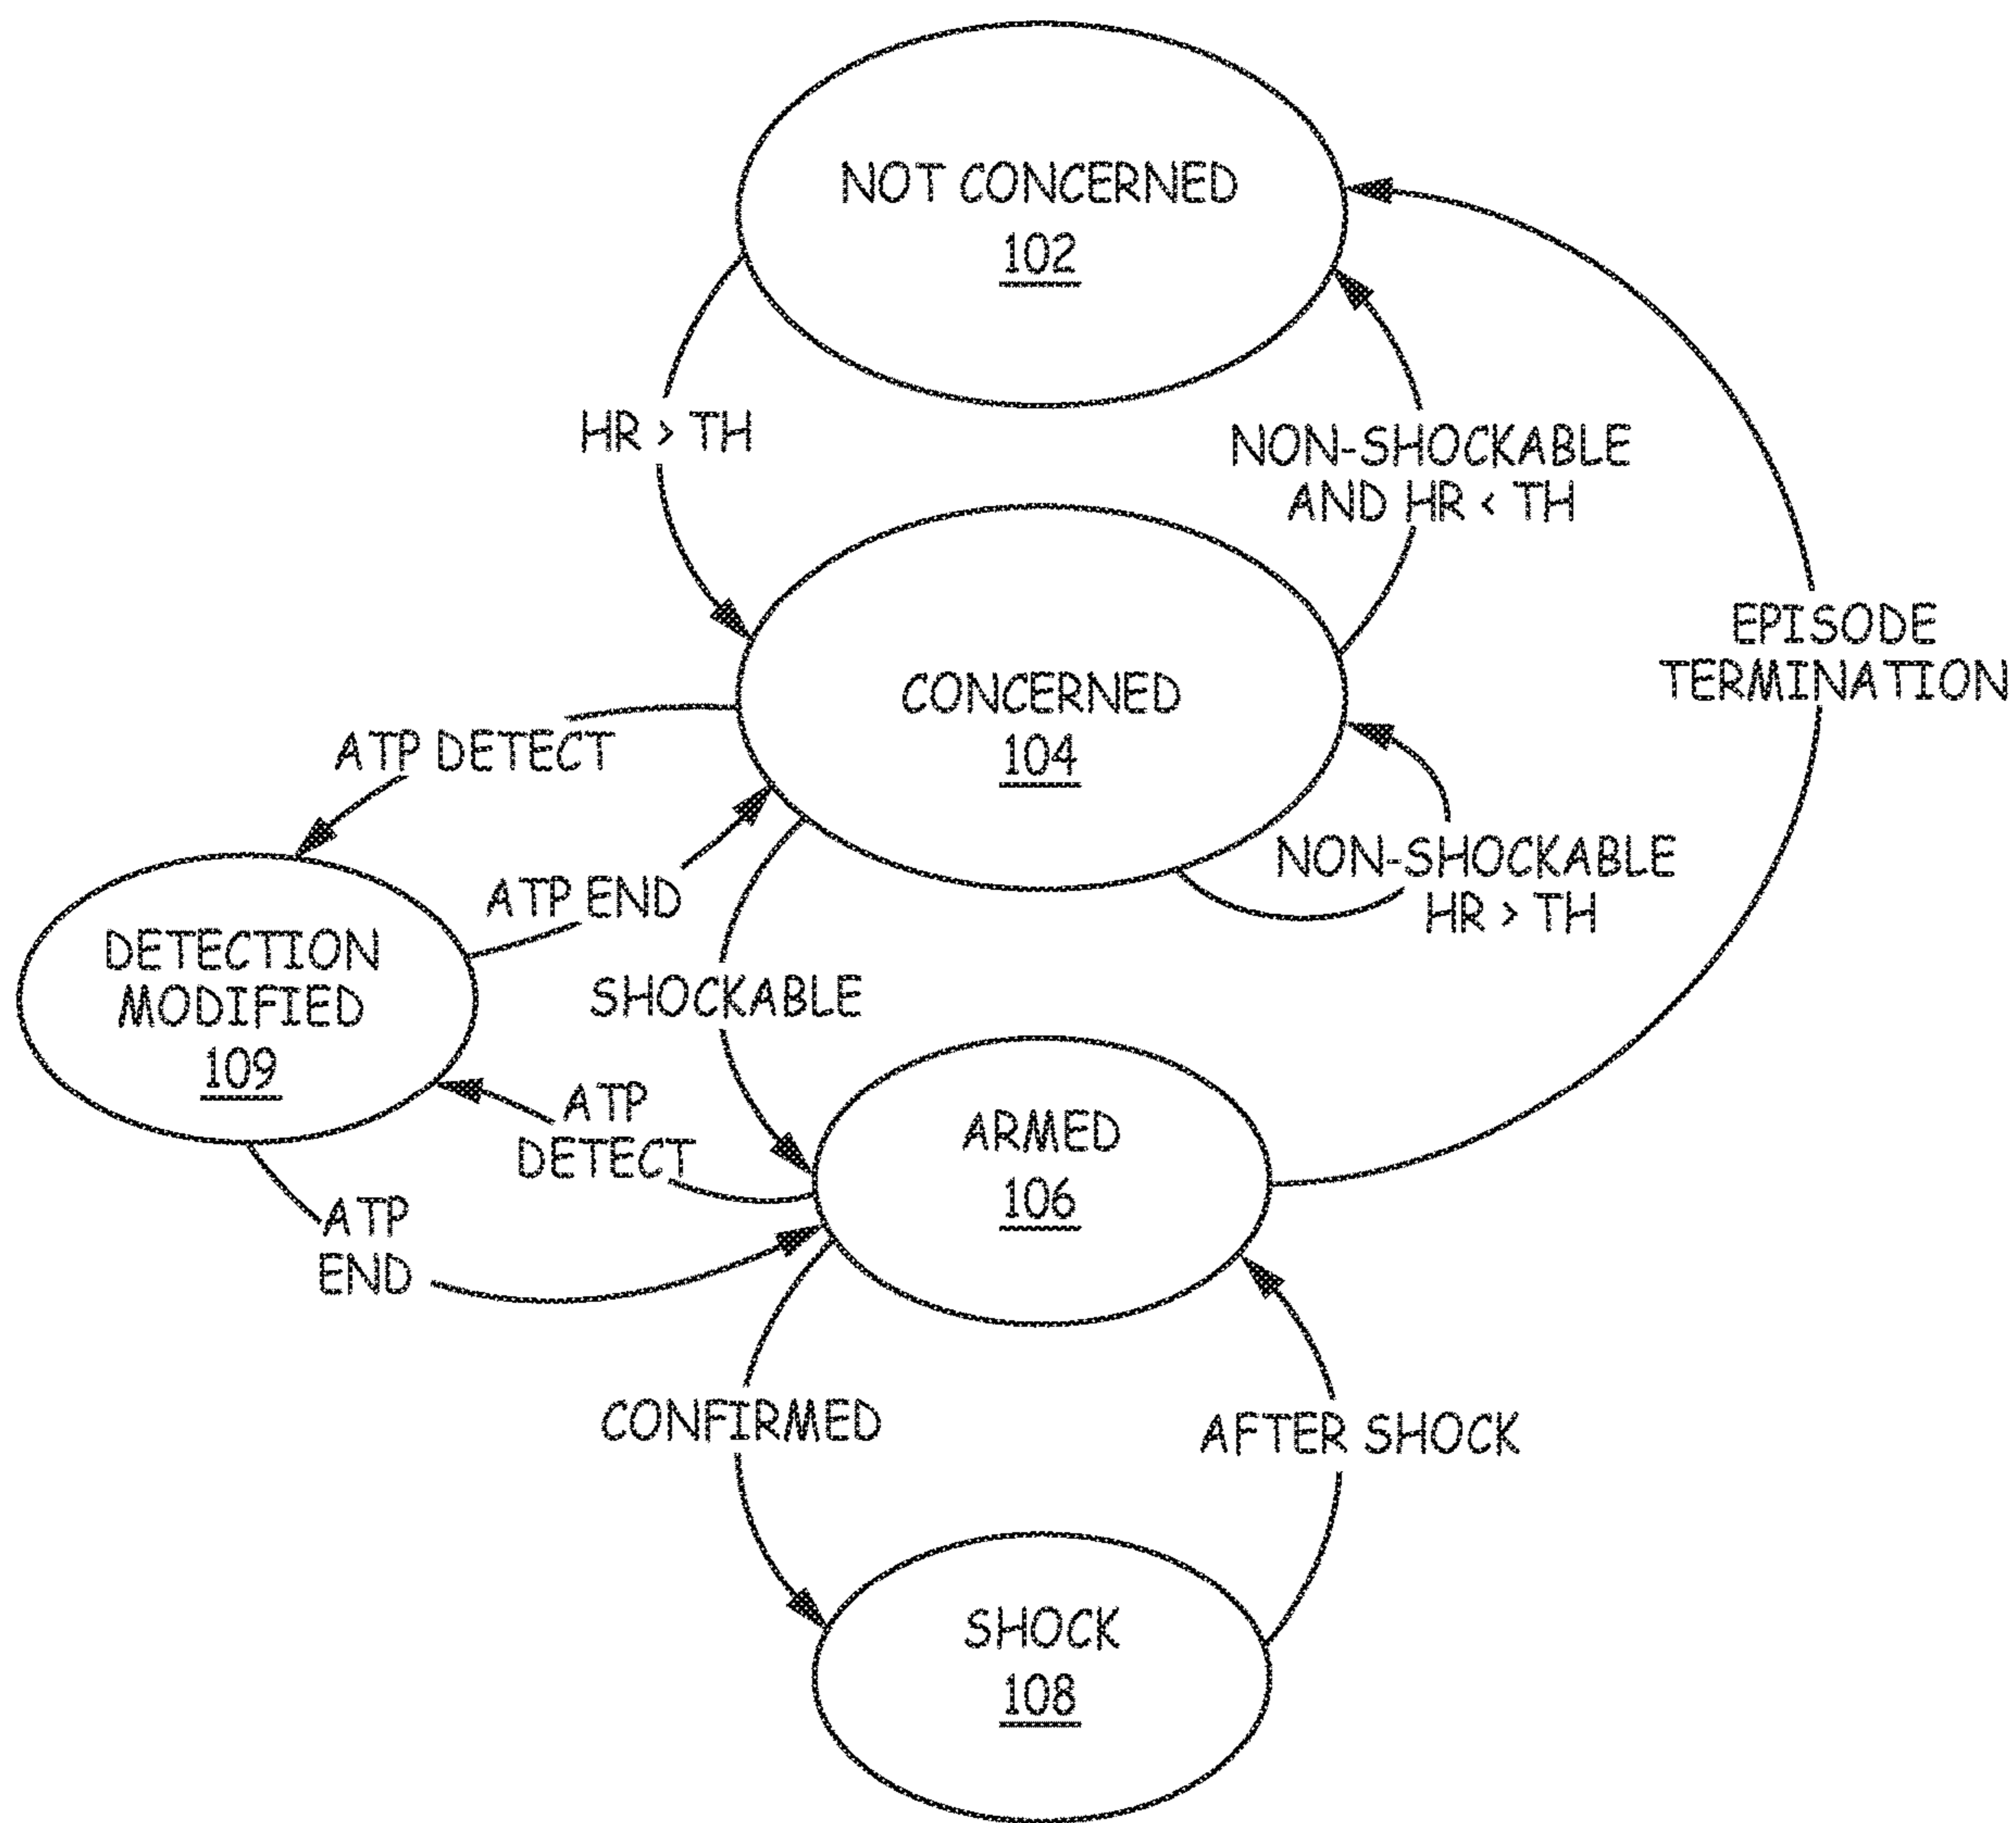 NOT CONCERNED
102
HR > TH
NON-SHOCKABLE
AND HR < TH
EPISODE
TERMINATION
CONCERNED
104
ATP DETECT
NON-SHOCKABLE
HR > TH
ATP END
DETECTION
MODIFIED
109
SHOCKABLE
ATP
DETECT
ARMED
106
ATP
END
CONFIRMED
AFTER SHOCK
SHOCK
108